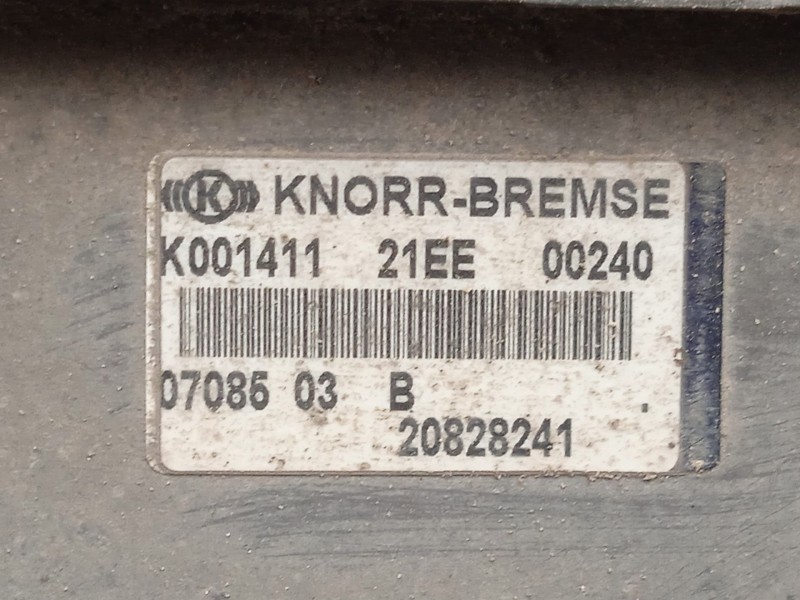 K KNORR-BREMSE
K001411 21EE 00240
07085 03 B .
20828241